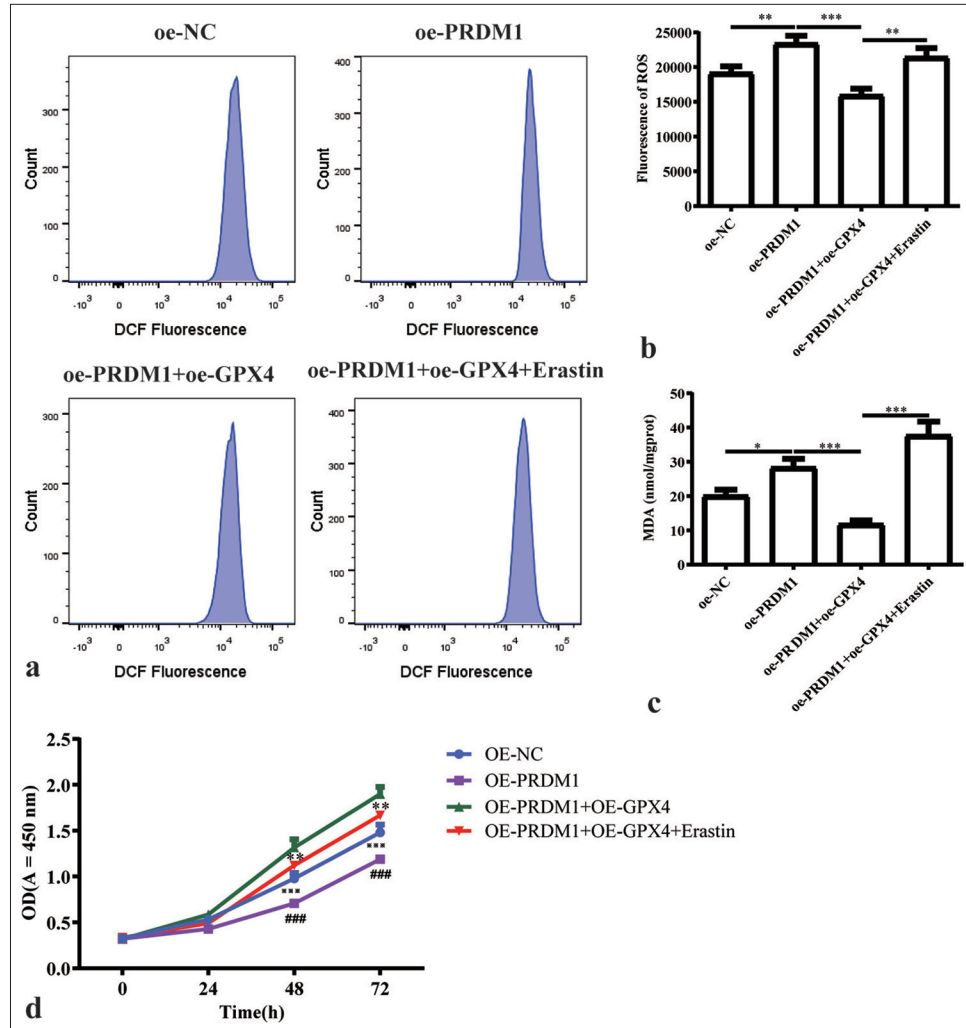 oe-NC
400
300
200
100
0
Count
-10³ 0 10³ 10⁴ 10⁵
DCF Fluorescence
oe-PRDM1
400
300
200
100
0
Count
-10³ 0 10³ 10⁴ 10⁵
DCF Fluorescence
oe-PRDM1+oe-GPX4
300
200
100
0
Count
-10³ 0 10³ 10⁴ 10⁵
DCF Fluorescence
oe-PRDM1+oe-GPX4+Erastin
400
300
200
100
0
Count
-10³ 0 10³ 10⁴ 10⁵
DCF Fluorescence
a
** *** **
25000
20000
15000
10000
5000
0
Fluorescence of ROS
oe-NC
oe-PRDM1
oe-PRDM1+oe-GPX4
oe-PRDM1+oe-GPX4+Erastin
b
* *** ***
50
40
30
20
10
0
MDA (nmol/mgprot)
oe-NC
oe-PRDM1
oe-PRDM1+oe-GPX4
oe-PRDM1+oe-GPX4+Erastin
c
2.5
2.0
1.5
1.0
0.5
0.0
OD(A = 450 nm)
**
***
###
**
***
###
0 24 48 72
Time(h)
OE-NC
OE-PRDM1
OE-PRDM1+OE-GPX4
OE-PRDM1+OE-GPX4+Erastin
d